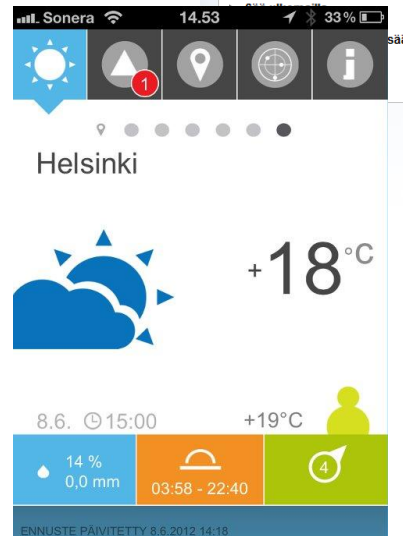 Sonera 14.53 33%
1
Helsinki
+18°C
8.6. 15:00 +19°C
14 %
0,0 mm
03:58 - 22:40
4
ENNUSTE PÄIVITETTY 8.6.2012 14:18